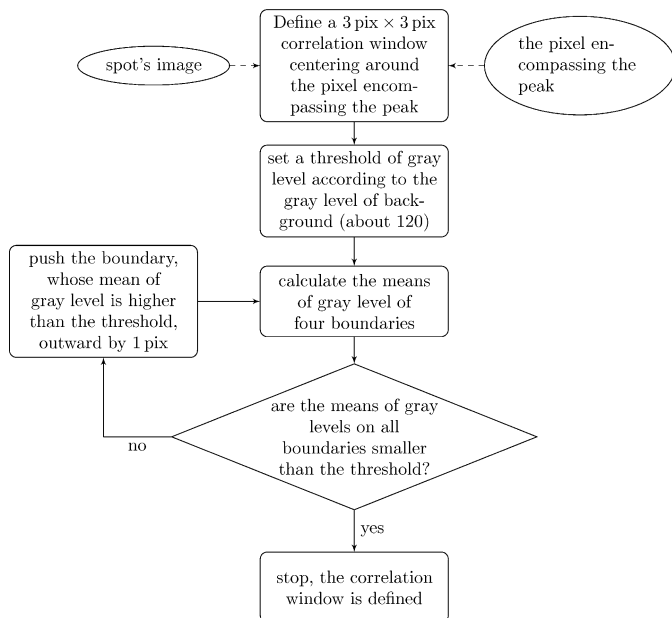 Define a 3 pix × 3 pix
correlation window
centering around
the pixel encom-
passing the peak
spot's image
the pixel en-
compassing the
peak
set a threshold of gray
level according to the
gray level of back-
ground (about 120)
push the boundary,
whose mean of
gray level is higher
than the threshold,
outward by 1 pix
calculate the means
of gray level of
four boundaries
are the means of gray
levels on all
boundaries smaller
than the threshold?
no
yes
stop, the correlation
window is defined